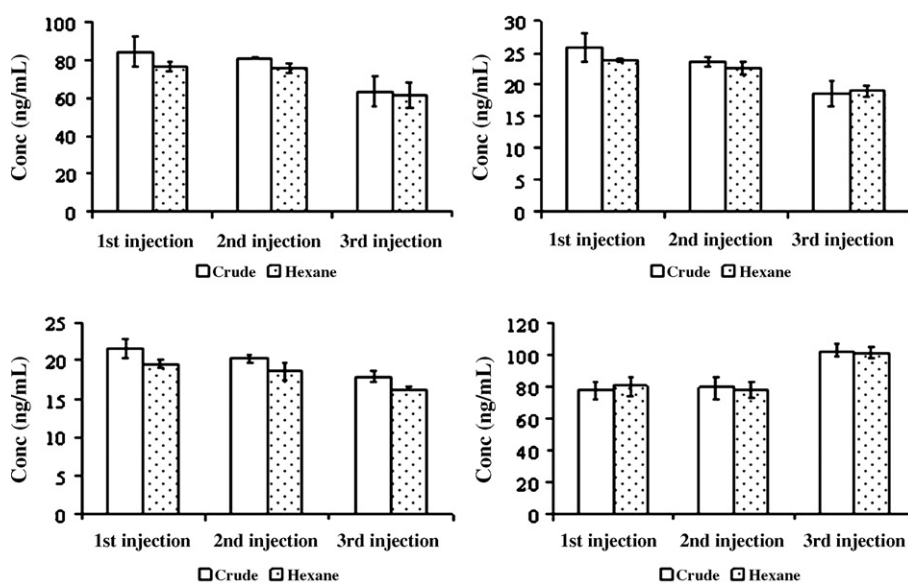 100
80
60
40
20
0
Conc (ng/mL)
1st injection 2nd injection 3rd injection
Crude Hexane
30
25
20
15
10
5
0
Conc (ng/mL)
1st injection 2nd injection 3rd injection
Crude Hexane
25
20
15
10
5
0
Conc (ng/mL)
1st injection 2nd injection 3rd injection
Crude Hexane
120
100
80
60
40
20
0
Conc (ng/mL)
1st injection 2nd injection 3rd injection
Crude Hexane